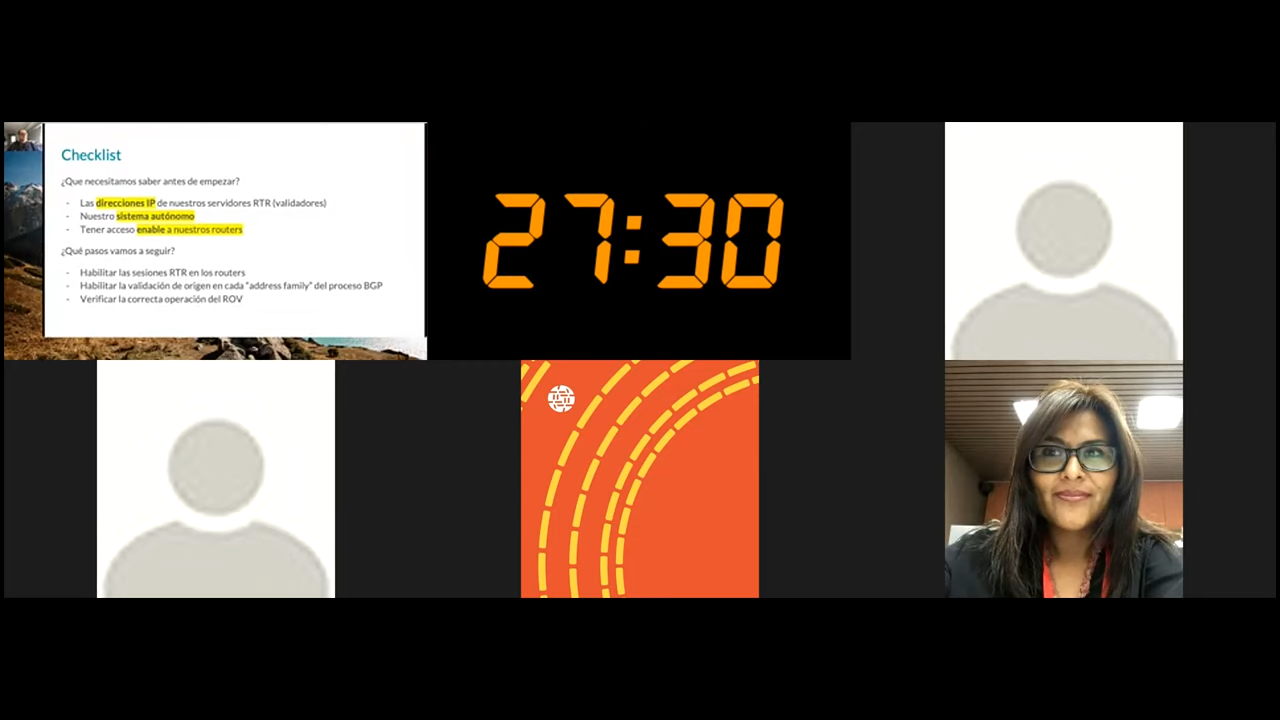 Checklist
¿Que necesitamos saber antes de empezar?
- Las direcciones IP de nuestros servidores RTR (validadores)
- Nuestro sistema autónomo
- Tener acceso enable a nuestros routers
¿Qué pasos vamos a seguir?
- Habilitar las sesiones RTR en los routers
- Habilitar la validación de origen en cada "address family" del proceso BGP
- Verificar la correcta operación del ROV
27:30